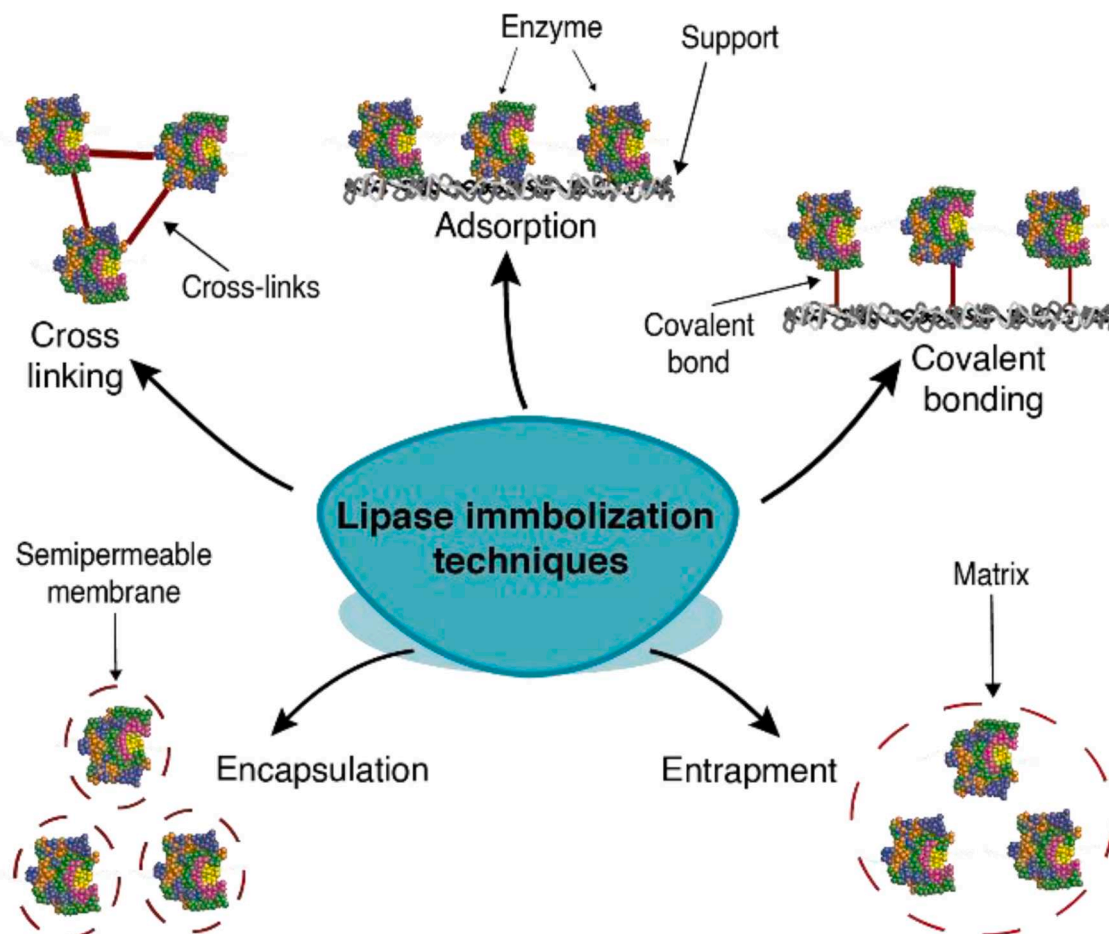 Enzyme
Support
Adsorption
Cross-links
Cross
linking
Covalent
bond
Covalent
bonding
Lipase immbolization
techniques
Semipermeable
membrane
Matrix
Encapsulation
Entrapment